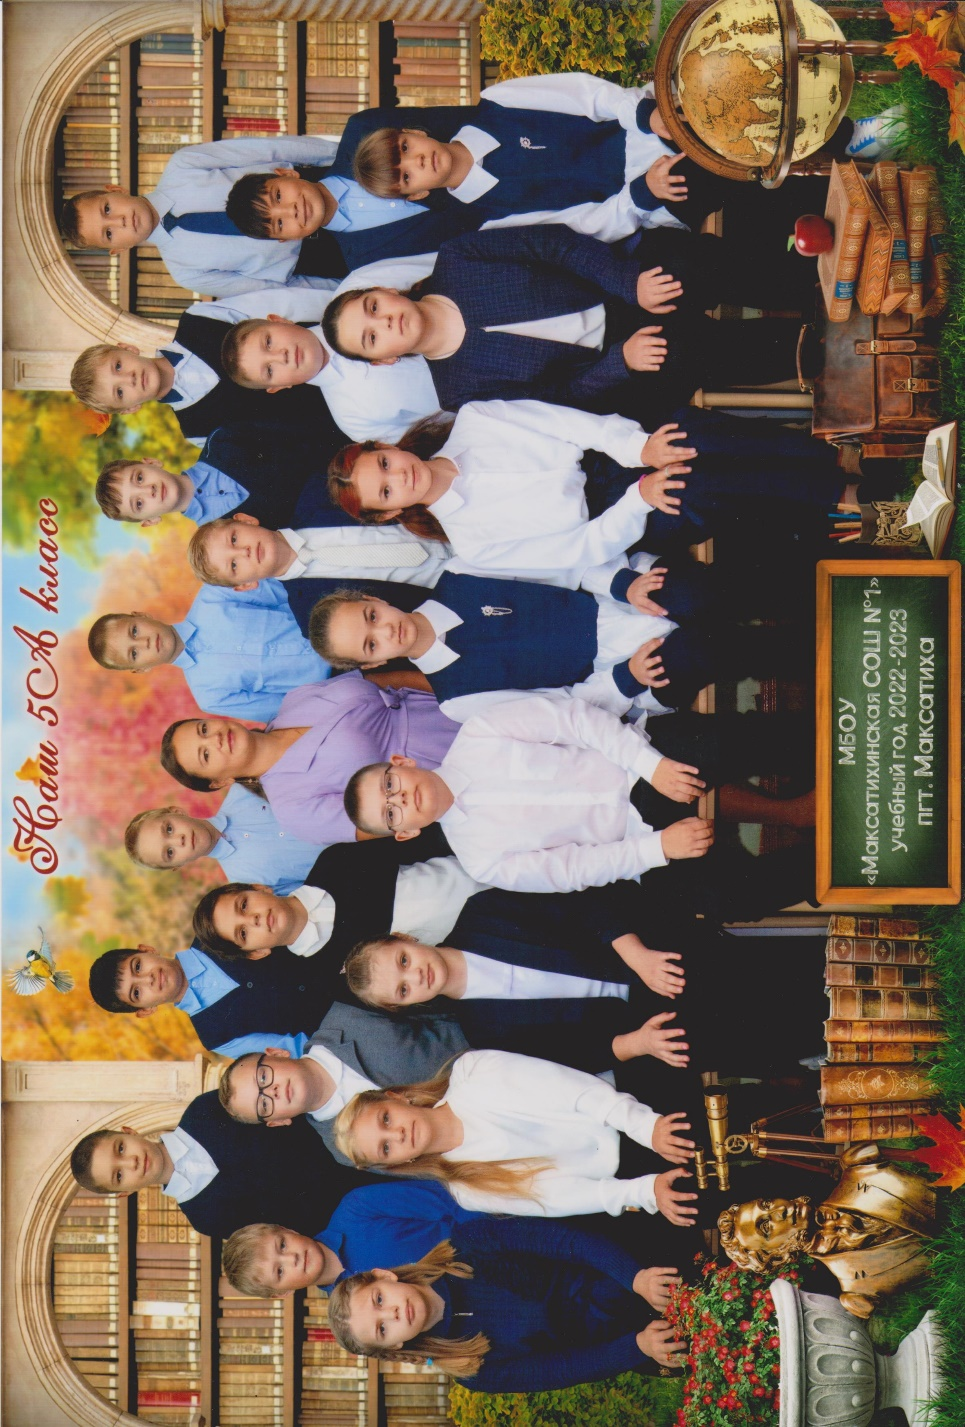 Наш 5А класс
МБОУ
«Максатихинская СОШ №1»
учебный год 2022-2023
пгт. Максатиха